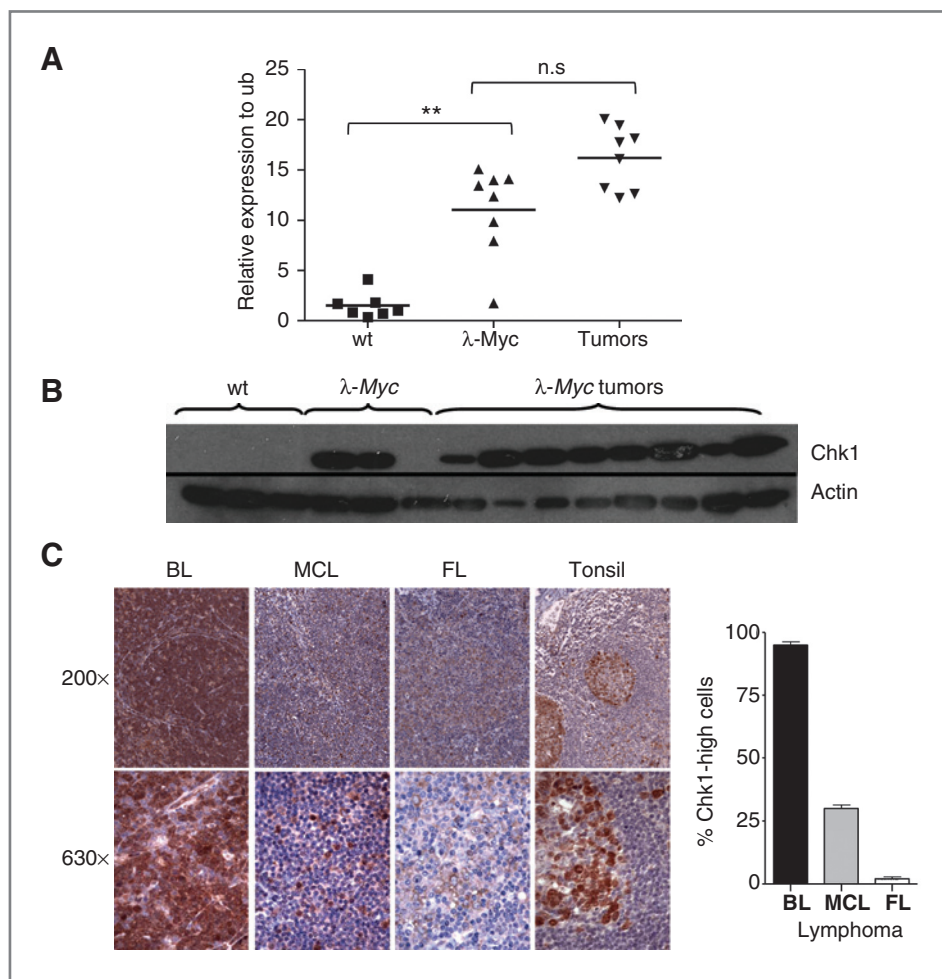 A
Relative expression to ub
25
20
15
10
5
0
**
n.s
wt
λ-Myc
Tumors
B
wt
λ-Myc
λ-Myc tumors
Chk1
Actin
C
BL
MCL
FL
Tonsil
200×
630×
% Chk1-high cells
100
75
50
25
0
BL
MCL
FL
Lymphoma